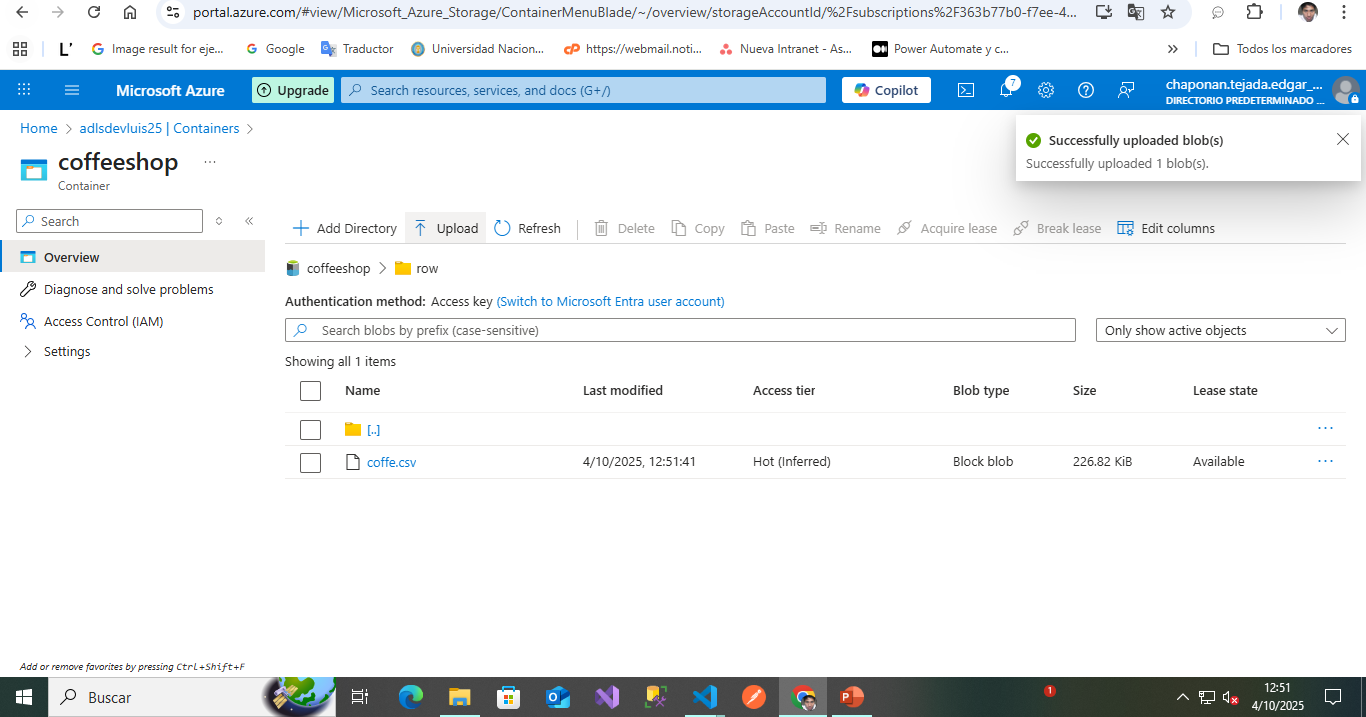 portal.azure.com/#view/Microsoft_Azure_Storage/ContainerMenuBlade/~/overview/storageAccountId/%2Fsubscriptions%2F363b77b0-f7ee-4...
L' Image result for eje... Google Traductor Universidad Nacion... https://webmail.noti... Nueva Intranet - As... Power Automate y c... » Todos los marcadores
Microsoft Azure Upgrade Search resources, services, and docs (G+/) Copilot 7 chaponan.tejada.edgar_...
DIRECTORIO PREDETERMINADO ...
Home > adlsdevluis25 | Containers >
Successfully uploaded blob(s)
Successfully uploaded 1 blob(s).
coffeeshop ...
Container
Search «
Add Directory Upload Refresh Delete Copy Paste Rename Acquire lease Break lease Edit columns
Overview
Diagnose and solve problems
Access Control (IAM)
Settings
coffeeshop > row
Authentication method: Access key (Switch to Microsoft Entra user account)
Search blobs by prefix (case-sensitive) Only show active objects
Showing all 1 items
Name Last modified Access tier Blob type Size Lease state
[..] ...
coffe.csv 4/10/2025, 12:51:41 Hot (Inferred) Block blob 226.82 KiB Available ...
Add or remove favorites by pressing Ctrl+Shift+F
Buscar 1 12:51
4/10/2025